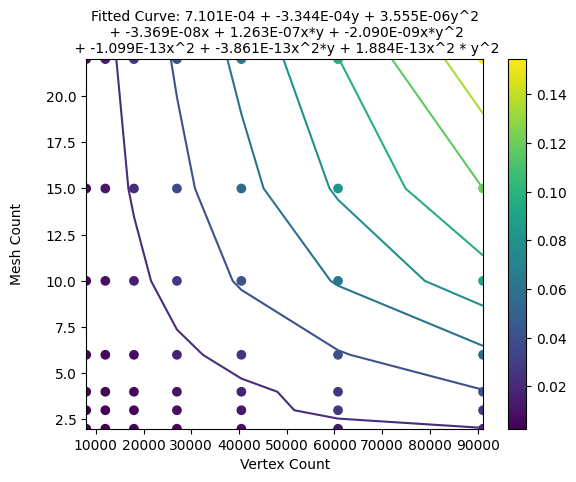 Fitted Curve: 7.101E-04 + -3.344E-04y + 3.555E-06y^2
+ -3.369E-08x + 1.263E-07x*y + -2.090E-09x*y^2
+ -1.099E-13x^2 + -3.861E-13x^2*y + 1.884E-13x^2 * y^2
20.0
17.5
15.0
12.5
10.0
7.5
5.0
2.5
Mesh Count
10000 20000 30000 40000 50000 60000 70000 80000 90000
Vertex Count
0.14
0.12
0.10
0.08
0.06
0.04
0.02